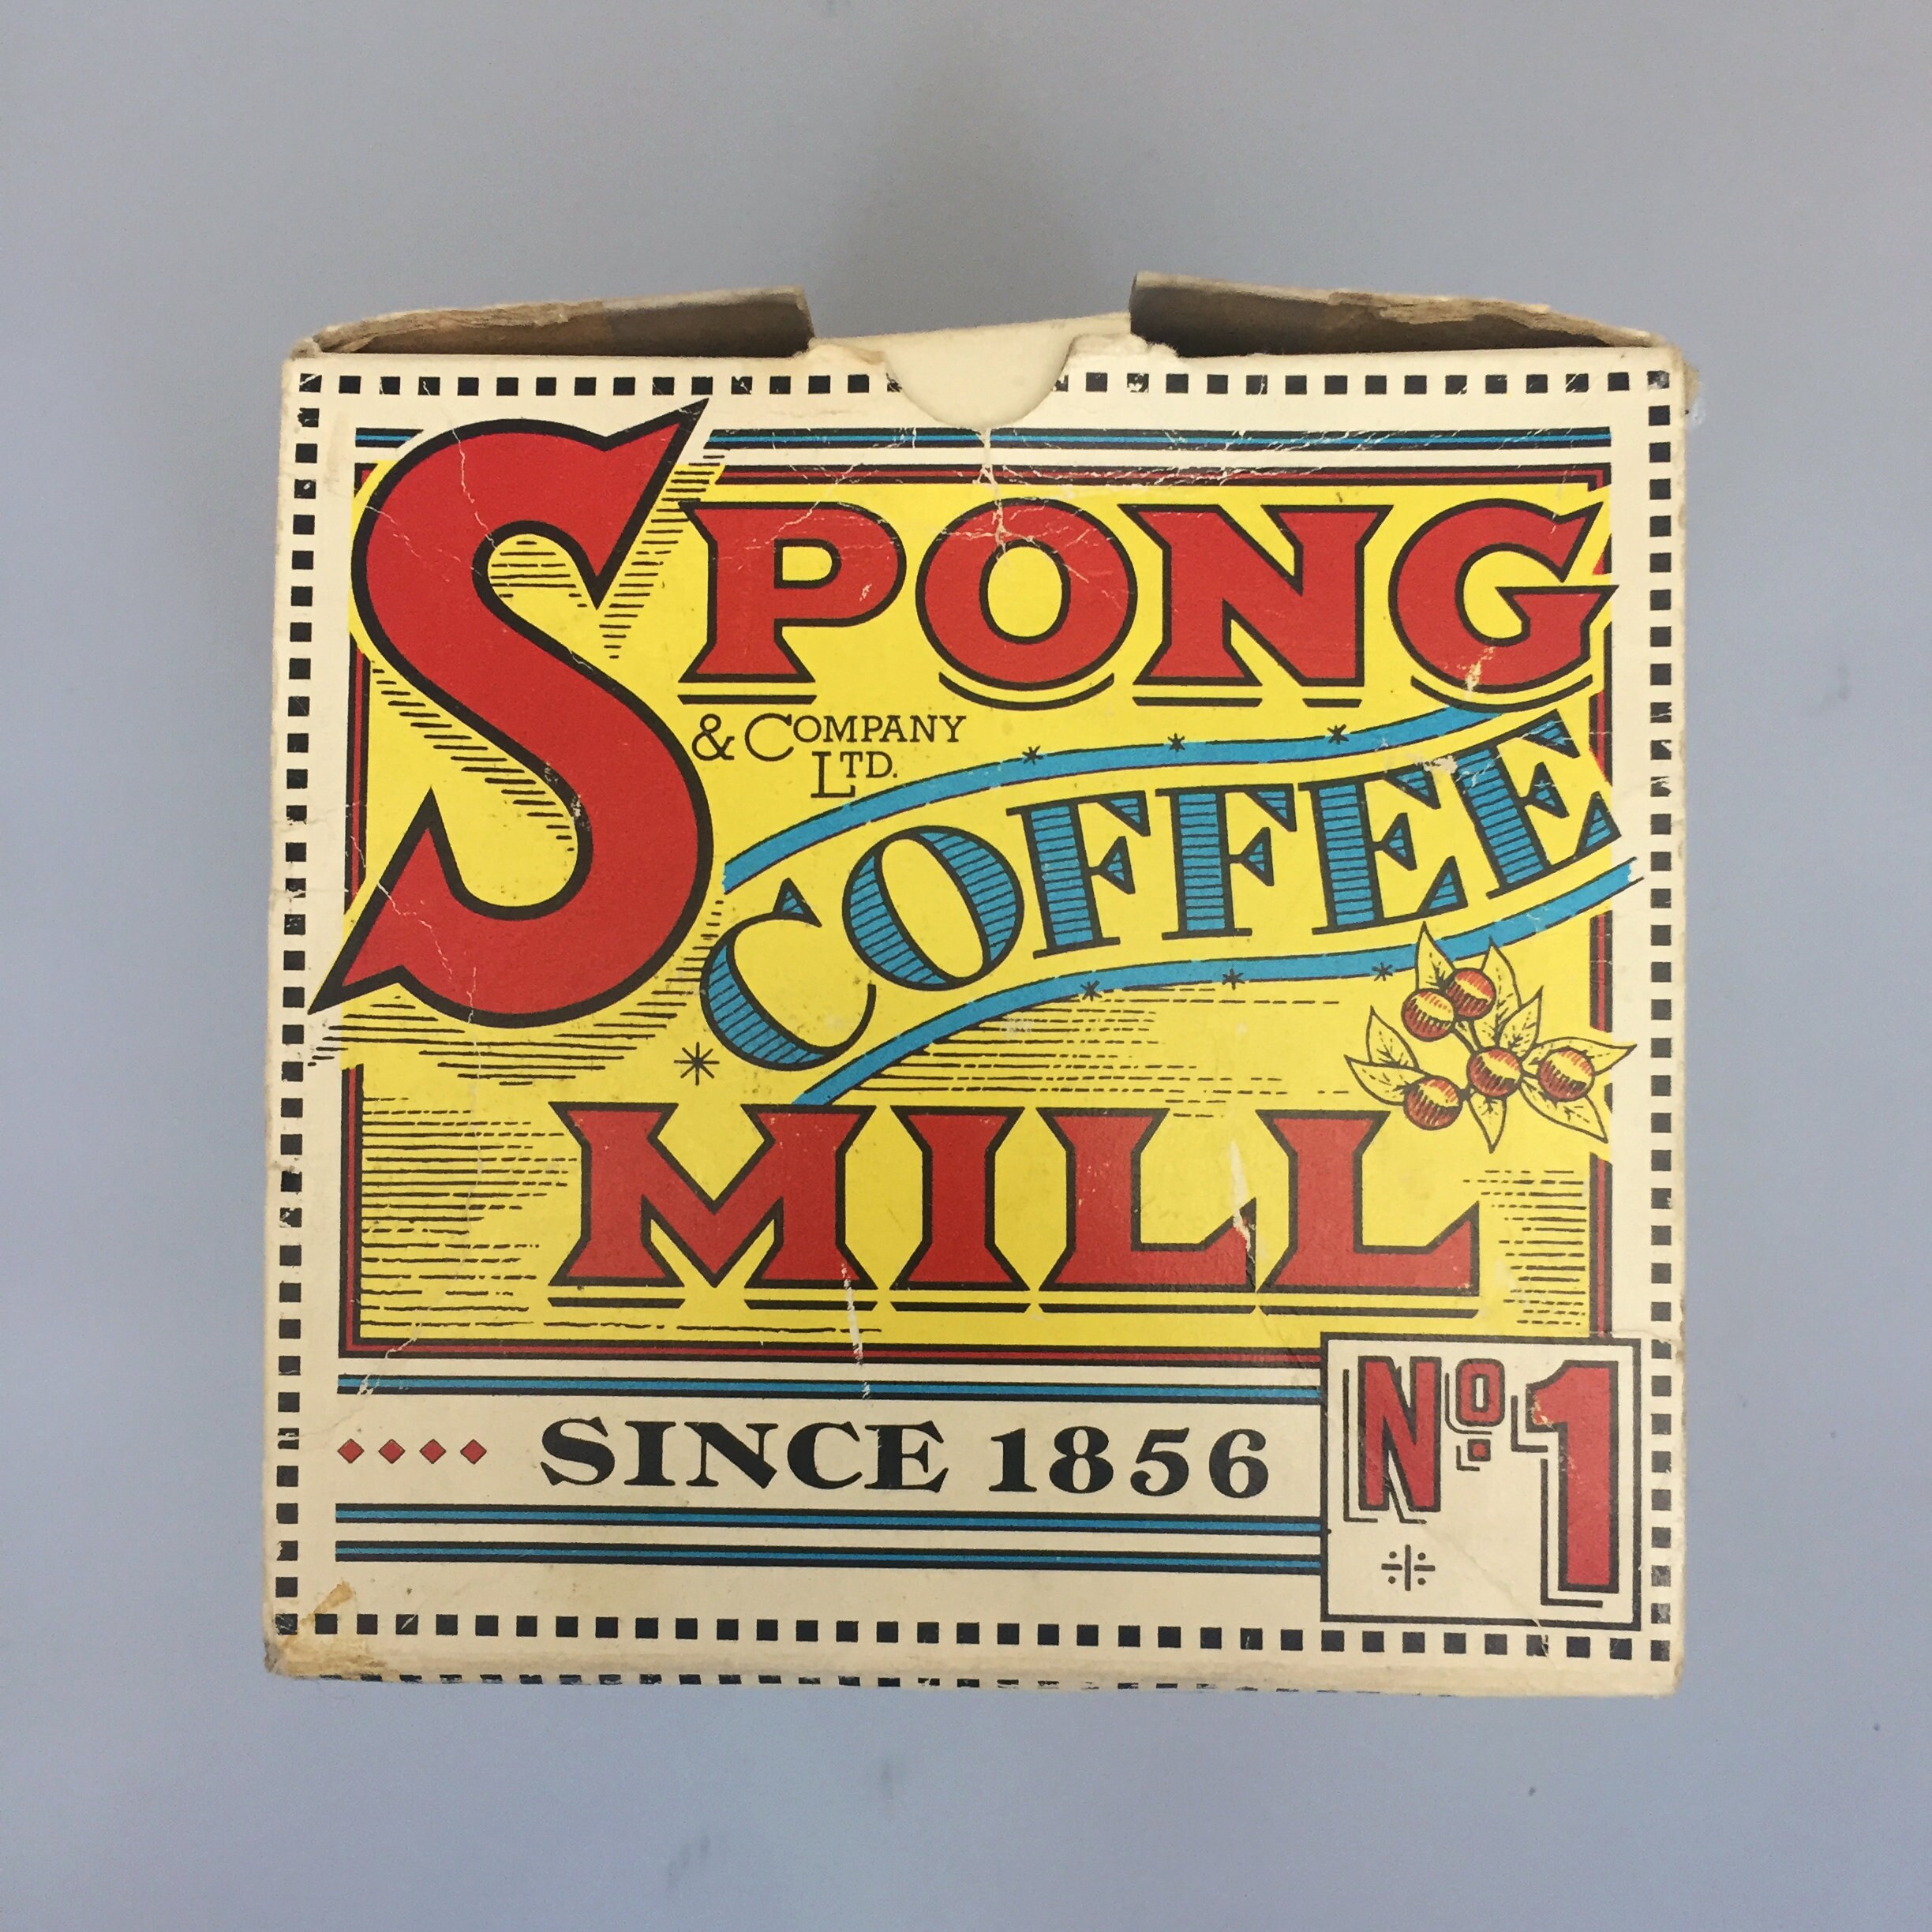 SPONG
& COMPANY
LTD.
COFFEE
MILL
SINCE 1856
No 1